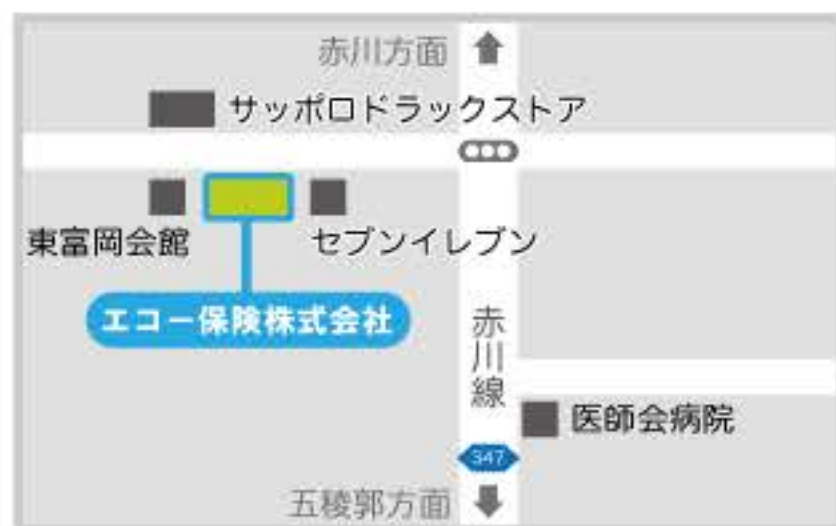 赤川方面
サッポロドラックストア
東富岡会館
セブンイレブン
エコー保険株式会社
赤川線
医師会病院
347
五稜郭方面